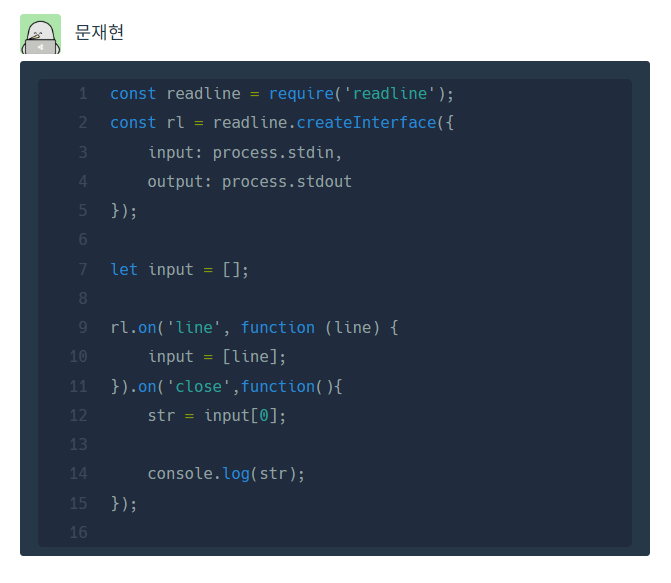 문재현
1 const readline = require('readline');
2 const rl = readline.createInterface({
3     input: process.stdin,
4     output: process.stdout
5 });
6
7 let input = [];
8
9 rl.on('line', function (line) {
10     input = [line];
11 }).on('close',function(){
12     str = input[0];
13
14     console.log(str);
15 });
16